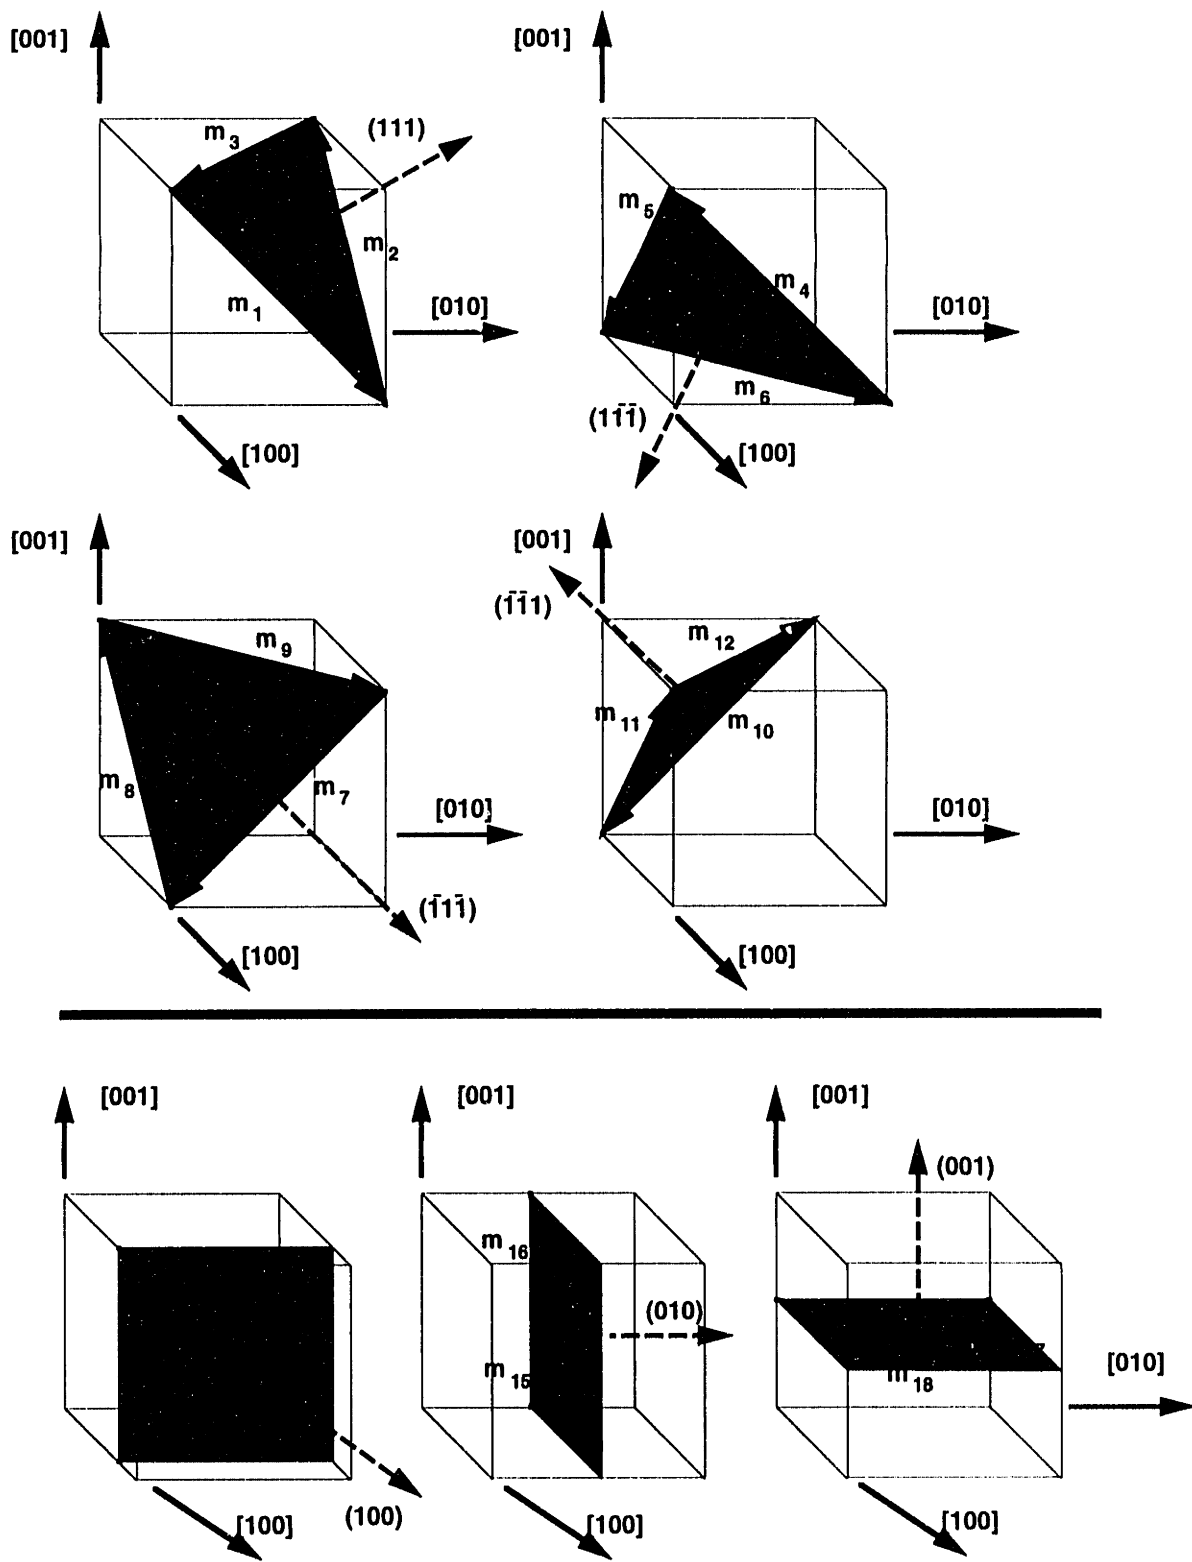 [001] [001]
m3 (111)
m5
m2
m4
m1 [010] [010]
m6
(11̄1̄)
[100] [100]
[001] [001]
(1̄1̄1)
m9 m12
m11 m10
m8 m7
[010] [010]
(1̄11̄)
[100] [100]
[001] [001] [001]
(001)
m16
(010)
m15 m18 [010]
[100] (100) [100] [100]